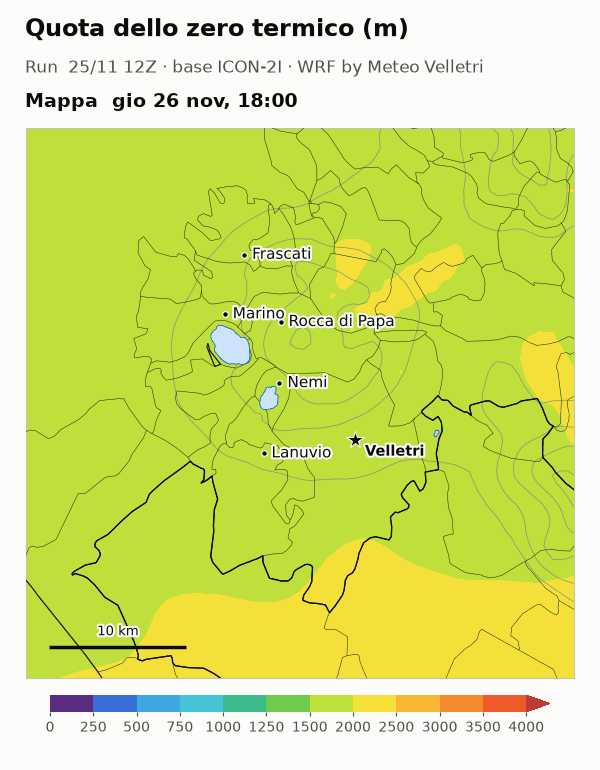 Quota dello zero termico (m)
Run 25/11 12Z · base ICON-2I · WRF by Meteo Velletri
Mappa gio 26 nov, 18:00
Frascati
Marino
Rocca di Papa
Nemi
Velletri
Lanuvio
10 km
0 250 500 750 1000 1250 1500 2000 2500 3000 3500 4000